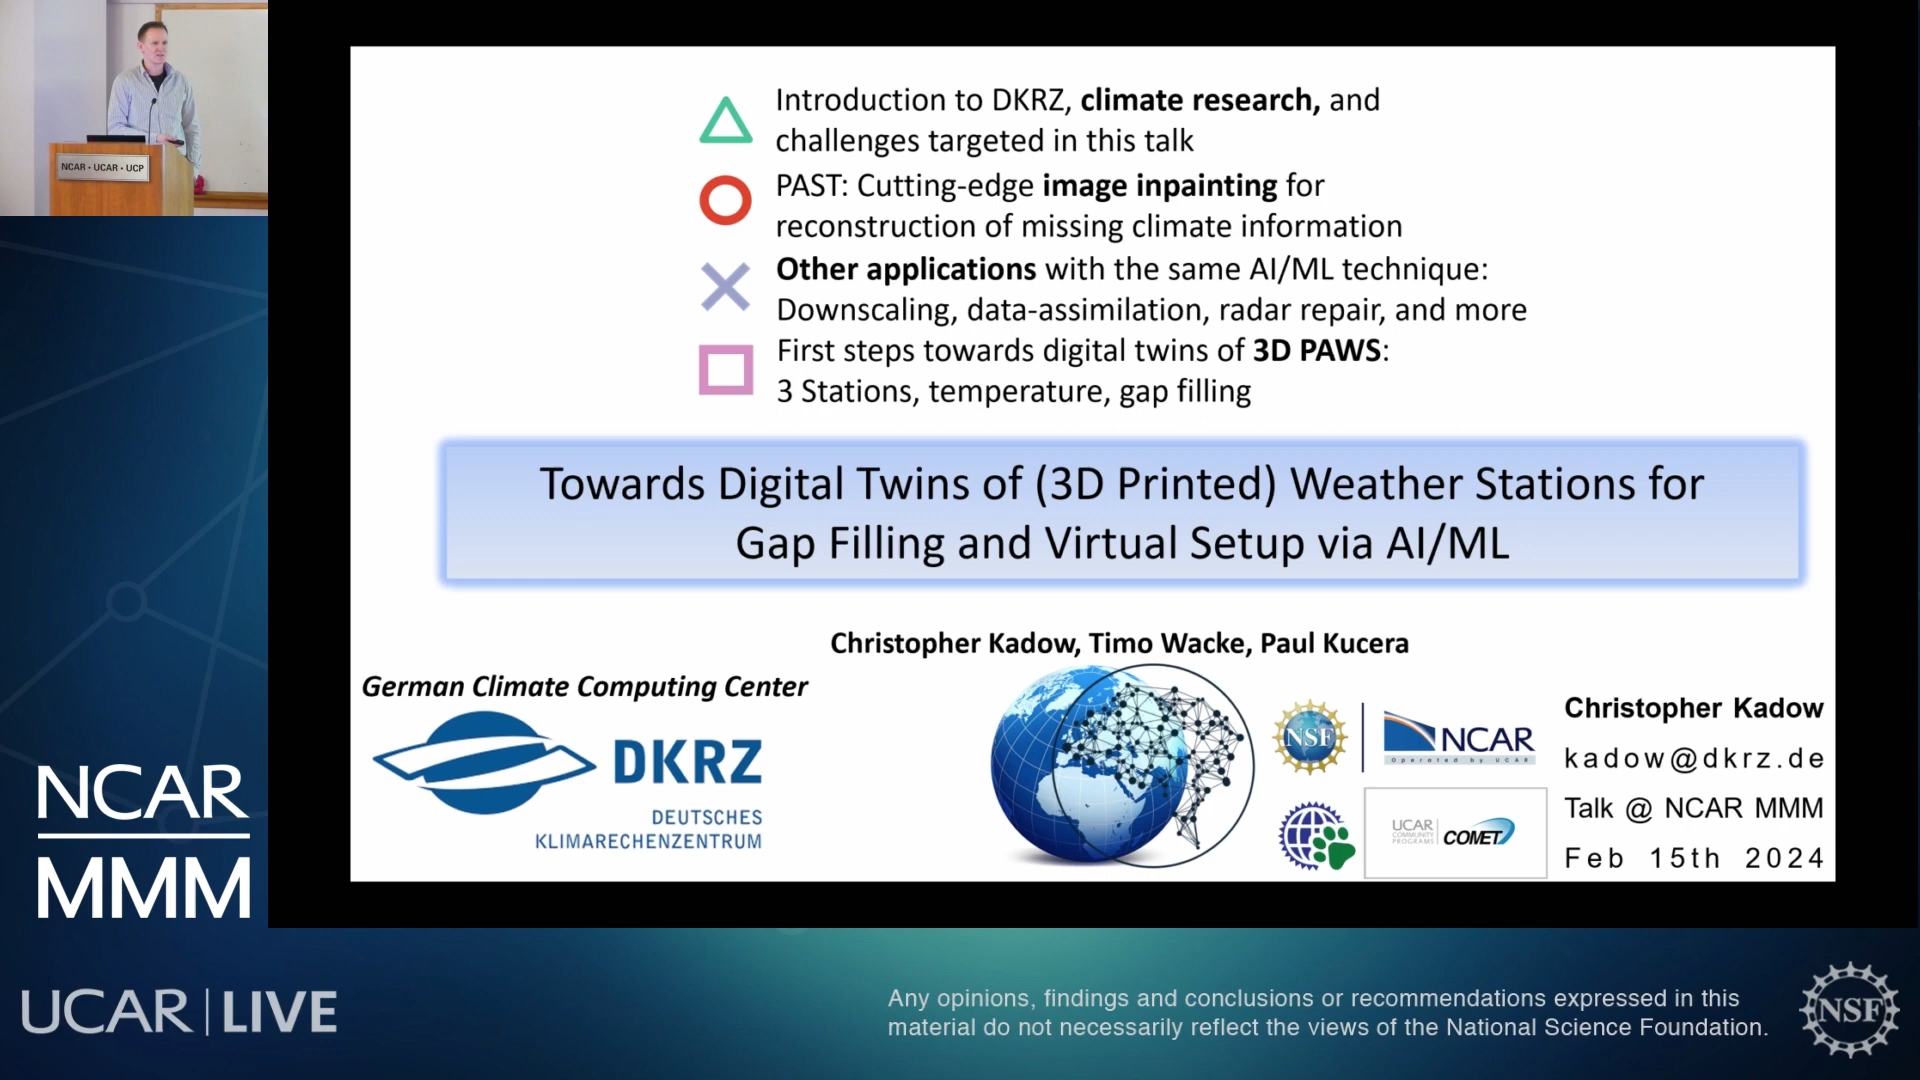 NCAR • UCAR • UCP
Introduction to DKRZ, climate research, and
challenges targeted in this talk
PAST: Cutting-edge image inpainting for
reconstruction of missing climate information
Other applications with the same AI/ML technique:
Downscaling, data-assimilation, radar repair, and more
First steps towards digital twins of 3D PAWS:
3 Stations, temperature, gap filling
Towards Digital Twins of (3D Printed) Weather Stations for
Gap Filling and Virtual Setup via AI/ML
Christopher Kadow, Timo Wacke, Paul Kucera
German Climate Computing Center
DKRZ
DEUTSCHES
KLIMARECHENZENTRUM
NSF
NCAR
Operated by UCAR
UCAR
COMMUNITY
PROGRAMS
COMET
Christopher Kadow
kadow@dkrz.de
Talk @ NCAR MMM
Feb 15th 2024
NCAR
MMM
UCAR | LIVE
Any opinions, findings and conclusions or recommendations expressed in this
material do not necessarily reflect the views of the National Science Foundation.
NSF